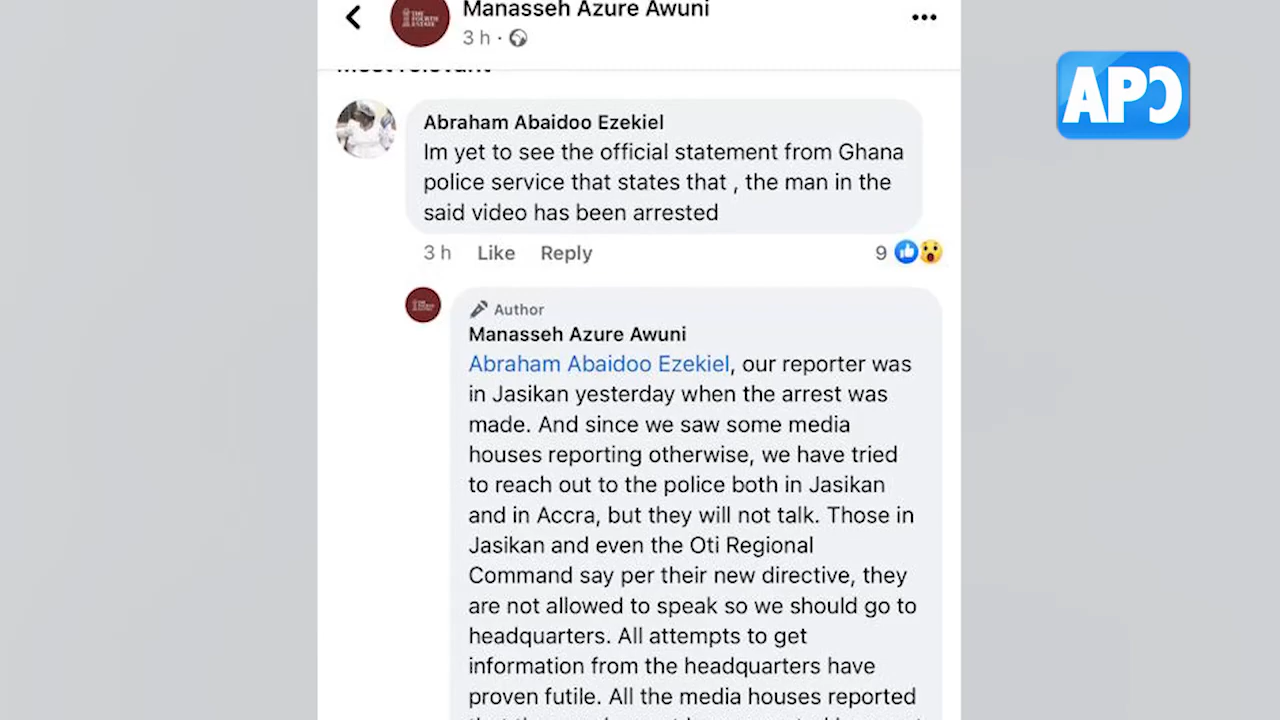 Manasseh Azure Awuni
3 h ·
Most relevant
APC
Abraham Abaidoo Ezekiel
Im yet to see the official statement from Ghana
police service that states that , the man in the
said video has been arrested
3 h Like Reply 9
Author
Manasseh Azure Awuni
Abraham Abaidoo Ezekiel, our reporter was
in Jasikan yesterday when the arrest was
made. And since we saw some media
houses reporting otherwise, we have tried
to reach out to the police both in Jasikan
and in Accra, but they will not talk. Those in
Jasikan and even the Oti Regional
Command say per their new directive, they
are not allowed to speak so we should go to
headquarters. All attempts to get
information from the headquarters have
proven futile. All the media houses reported